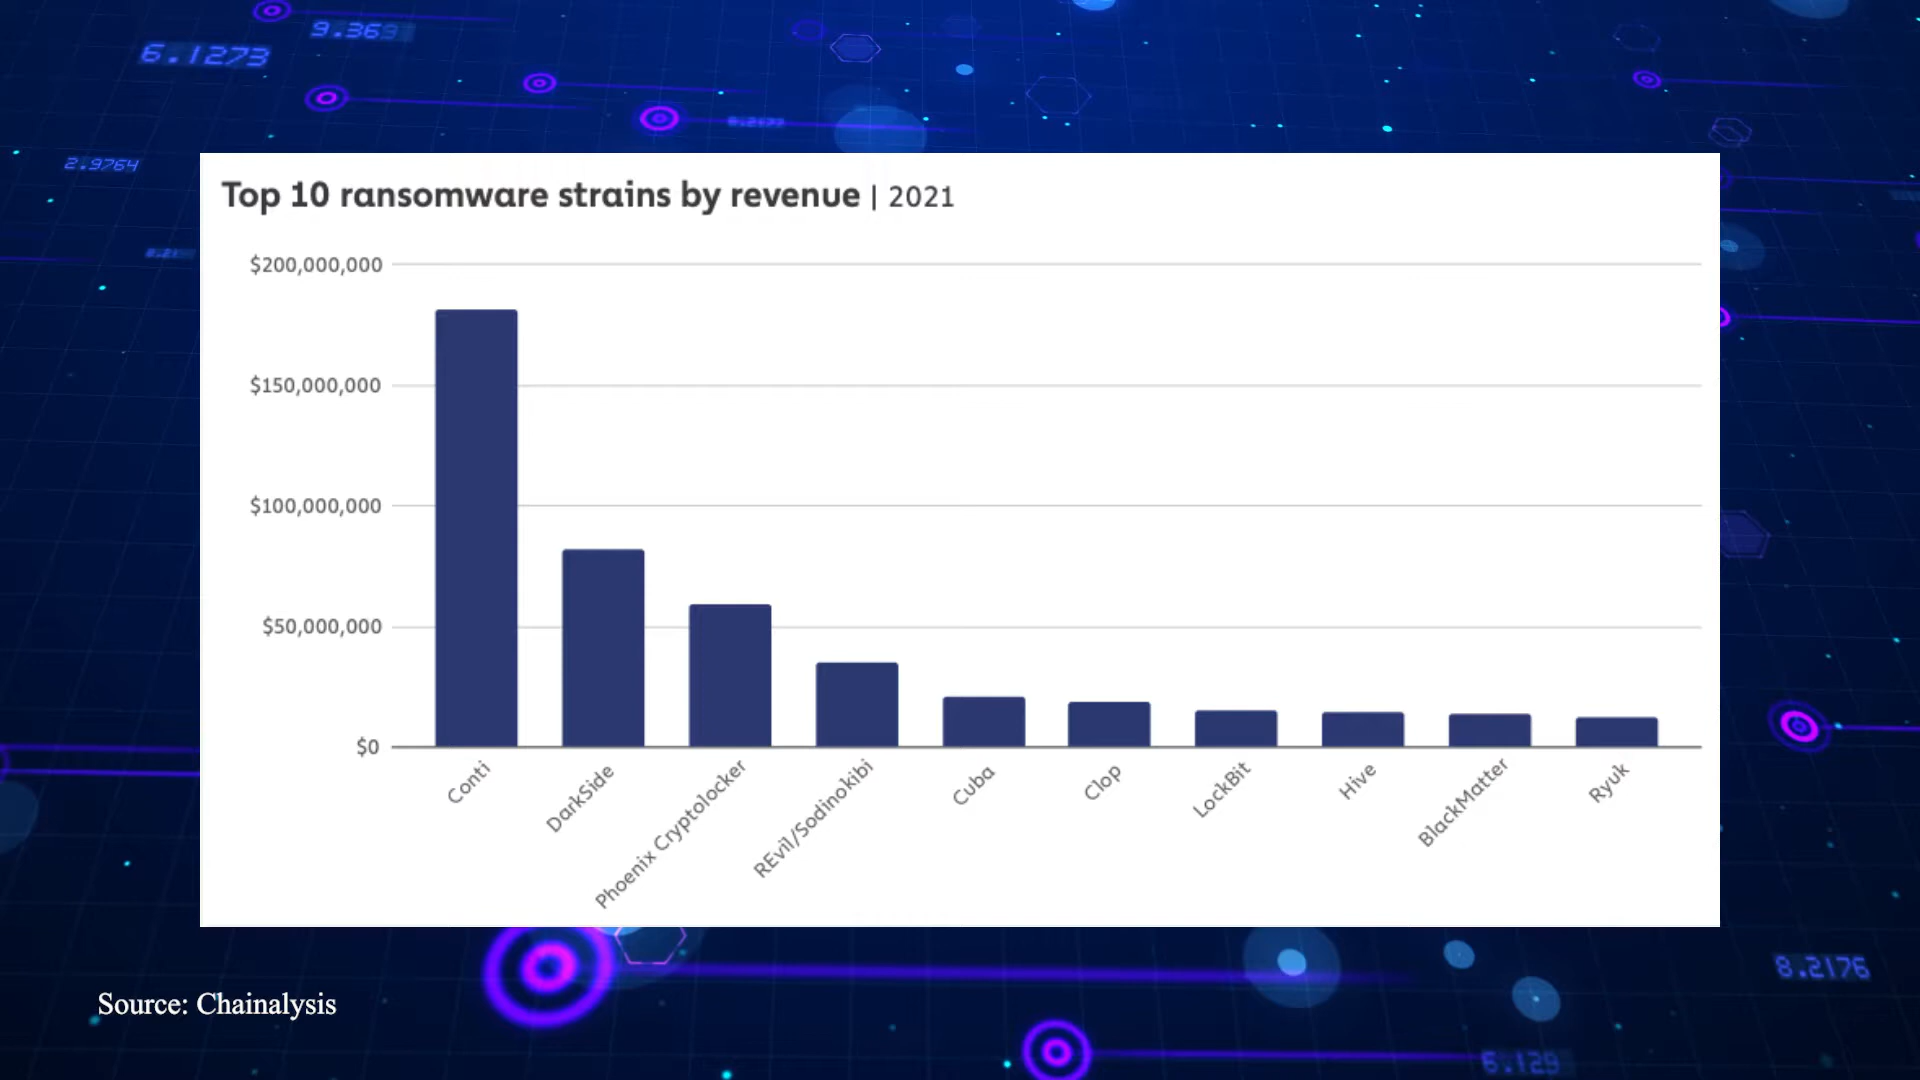 9.369
6.1273
2.9764
Top 10 ransomware strains by revenue | 2021
$200,000,000
$150,000,000
$100,000,000
$50,000,000
$0
Conti
DarkSide
Phoenix Cryptolocker
REvil/Sodinokibi
Cuba
Clop
LockBit
Hive
BlackMatter
Ryuk
8.2176
Source: Chainalysis
6.129